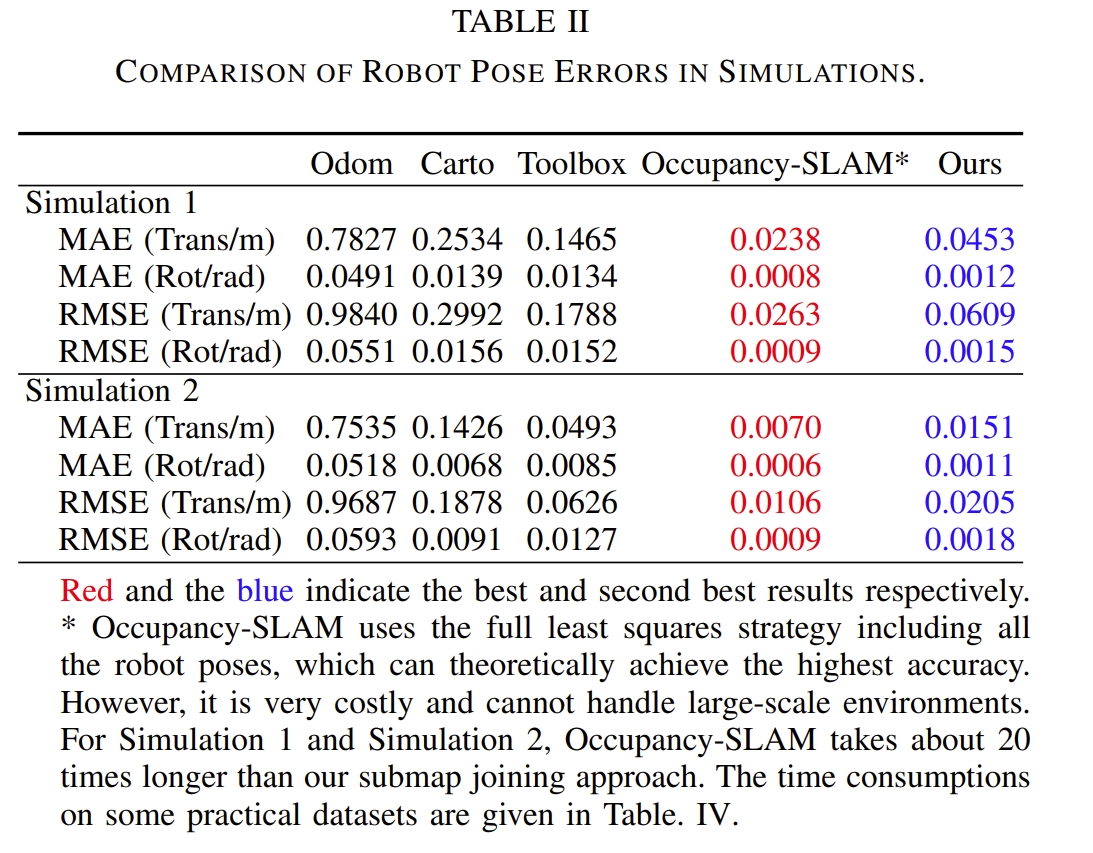 TABLE II
COMPARISON OF ROBOT POSE ERRORS IN SIMULATIONS.
Odom Carto Toolbox Occupancy-SLAM* Ours
Simulation 1
MAE (Trans/m) 0.7827 0.2534 0.1465 0.0238 0.0453
MAE (Rot/rad) 0.0491 0.0139 0.0134 0.0008 0.0012
RMSE (Trans/m) 0.9840 0.2992 0.1788 0.0263 0.0609
RMSE (Rot/rad) 0.0551 0.0156 0.0152 0.0009 0.0015
Simulation 2
MAE (Trans/m) 0.7535 0.1426 0.0493 0.0070 0.0151
MAE (Rot/rad) 0.0518 0.0068 0.0085 0.0006 0.0011
RMSE (Trans/m) 0.9687 0.1878 0.0626 0.0106 0.0205
RMSE (Rot/rad) 0.0593 0.0091 0.0127 0.0009 0.0018
Red and the blue indicate the best and second best results respectively.
* Occupancy-SLAM uses the full least squares strategy including all
the robot poses, which can theoretically achieve the highest accuracy.
However, it is very costly and cannot handle large-scale environments.
For Simulation 1 and Simulation 2, Occupancy-SLAM takes about 20
times longer than our submap joining approach. The time consumptions
on some practical datasets are given in Table. IV.